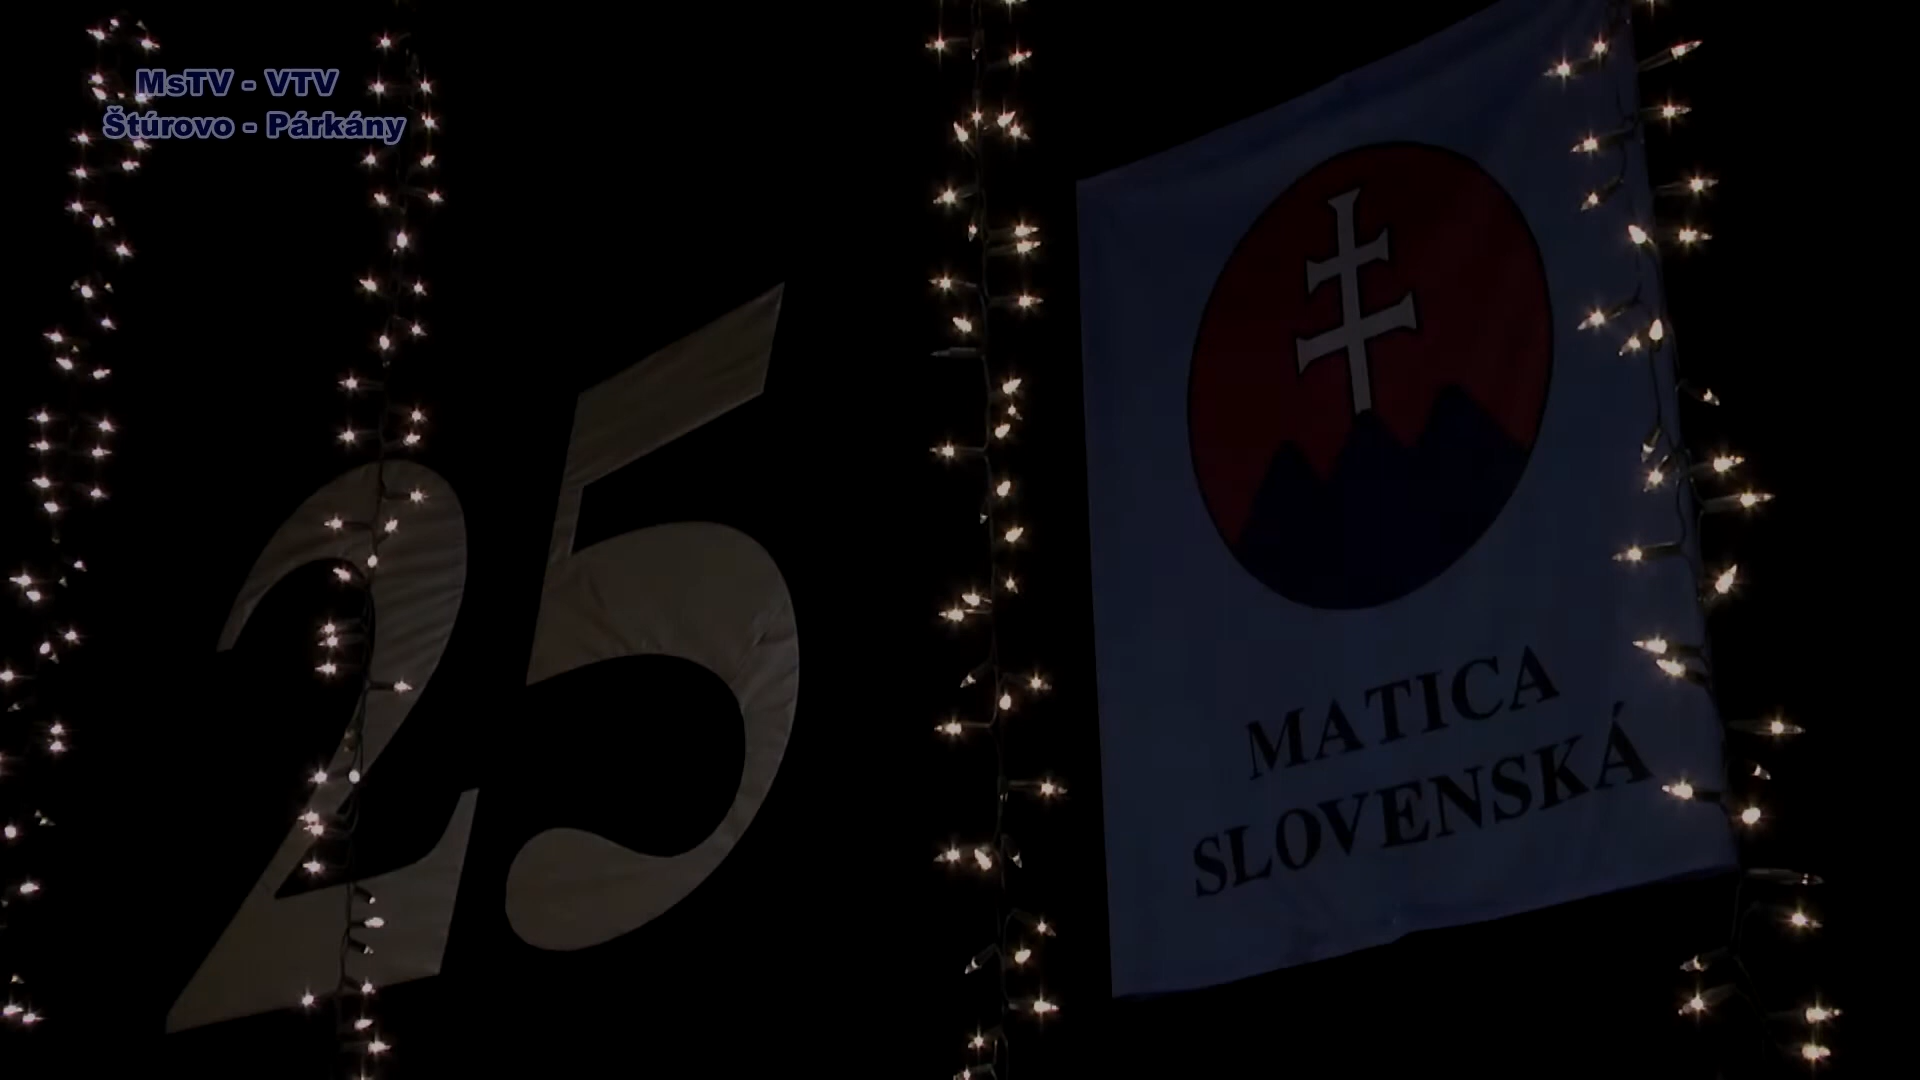 MsTV - VTV
Štúrovo - Párkány
25
MATICA
SLOVENSKÁ